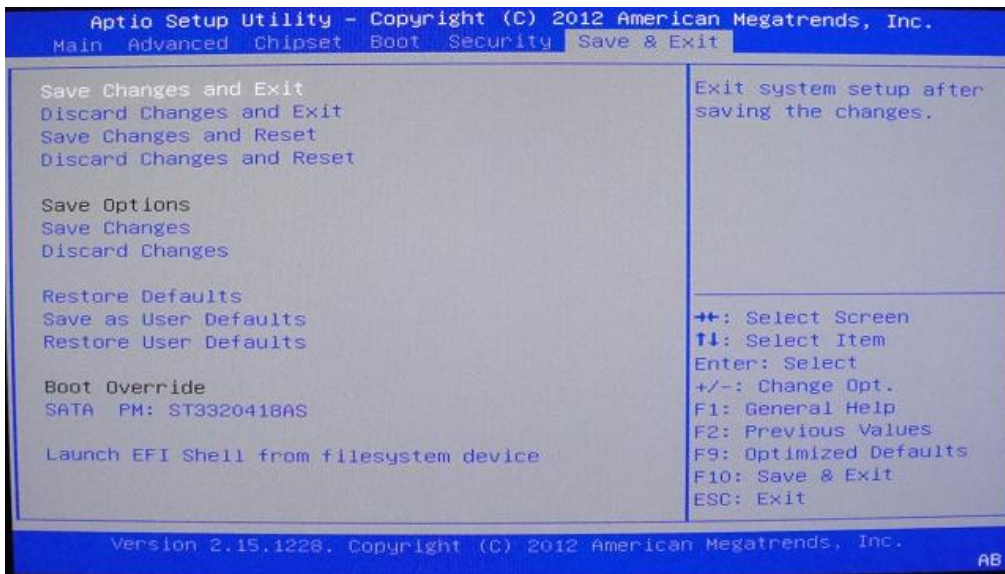 Aptio Setup Utility – Copyright (C) 2012 American Megatrends, Inc.
Main Advanced Chipset Boot Security Save & Exit
Save Changes and Exit
Discard Changes and Exit
Save Changes and Reset
Discard Changes and Reset
Save Options
Save Changes
Discard Changes
Restore Defaults
Save as User Defaults
Restore User Defaults
Boot Override
SATA PM: ST3320418AS
Launch EFI Shell from filesystem device
Exit system setup after
saving the changes.
→←: Select Screen
↑↓: Select Item
Enter: Select
+/-: Change Opt.
F1: General Help
F2: Previous Values
F9: Optimized Defaults
F10: Save & Exit
ESC: Exit
Version 2.15.1226. Copyright (C) 2012 American Megatrends, Inc.
AB